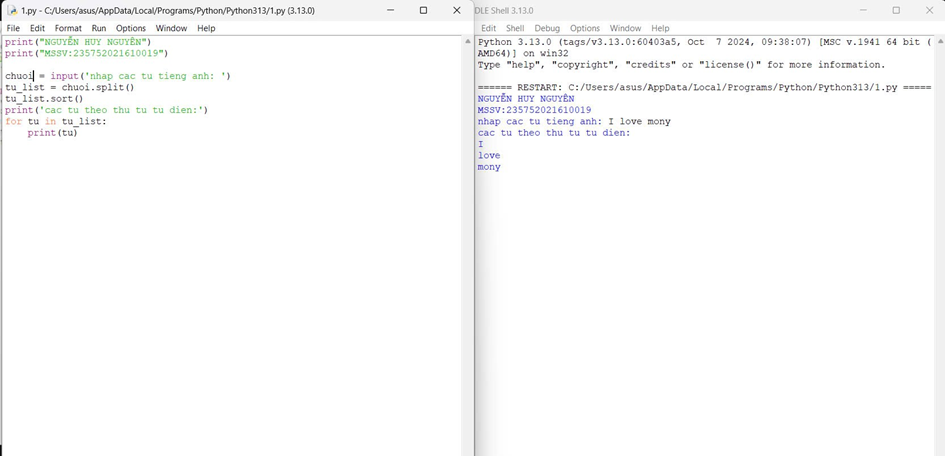 1.py - C:/Users/asus/AppData/Local/Programs/Python/Python313/1.py (3.13.0)
File Edit Format Run Options Window Help
print("NGUYỄN HUY NGUYÊN")
print("MSSV:235752021610019")
chuoi = input('nhap cac tu tieng anh: ')
tu_list = chuoi.split()
tu_list.sort()
print('cac tu theo thu tu tu dien:')
for tu in tu_list:
    print(tu)
DLE Shell 3.13.0
Edit Shell Debug Options Window Help
Python 3.13.0 (tags/v3.13.0:60403a5, Oct  7 2024, 09:38:07) [MSC v.1941 64 bit (
AMD64)] on win32
Type "help", "copyright", "credits" or "license()" for more information.
====== RESTART: C:/Users/asus/AppData/Local/Programs/Python/Python313/1.py =====
NGUYỄN HUY NGUYÊN
MSSV:235752021610019
nhap cac tu tieng anh: I love mony
cac tu theo thu tu tu dien:
I
love
mony